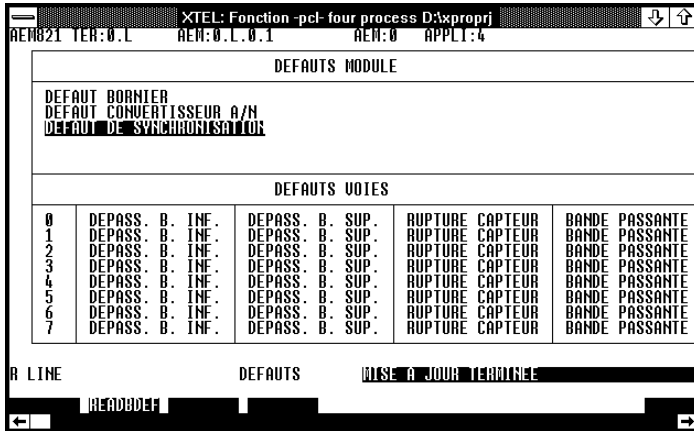 XTEL: Fonction -pcl- four process D:\xproprj
AEM821 TER:0.L AEM:0.L.0.1 AEM:0 APPLI:4
DEFAUTS MODULE
DEFAUT BORNIER
DEFAUT CONVERTISSEUR A/N
DEFAUT DE SYNCHRONISATION
DEFAUTS VOIES
0 DEPASS. B. INF. DEPASS. B. SUP. RUPTURE CAPTEUR BANDE PASSANTE
1 DEPASS. B. INF. DEPASS. B. SUP. RUPTURE CAPTEUR BANDE PASSANTE
2 DEPASS. B. INF. DEPASS. B. SUP. RUPTURE CAPTEUR BANDE PASSANTE
3 DEPASS. B. INF. DEPASS. B. SUP. RUPTURE CAPTEUR BANDE PASSANTE
4 DEPASS. B. INF. DEPASS. B. SUP. RUPTURE CAPTEUR BANDE PASSANTE
5 DEPASS. B. INF. DEPASS. B. SUP. RUPTURE CAPTEUR BANDE PASSANTE
6 DEPASS. B. INF. DEPASS. B. SUP. RUPTURE CAPTEUR BANDE PASSANTE
7 DEPASS. B. INF. DEPASS. B. SUP. RUPTURE CAPTEUR BANDE PASSANTE
R LINE DEFAUTS MISE A JOUR TERMINEE
READBDEF